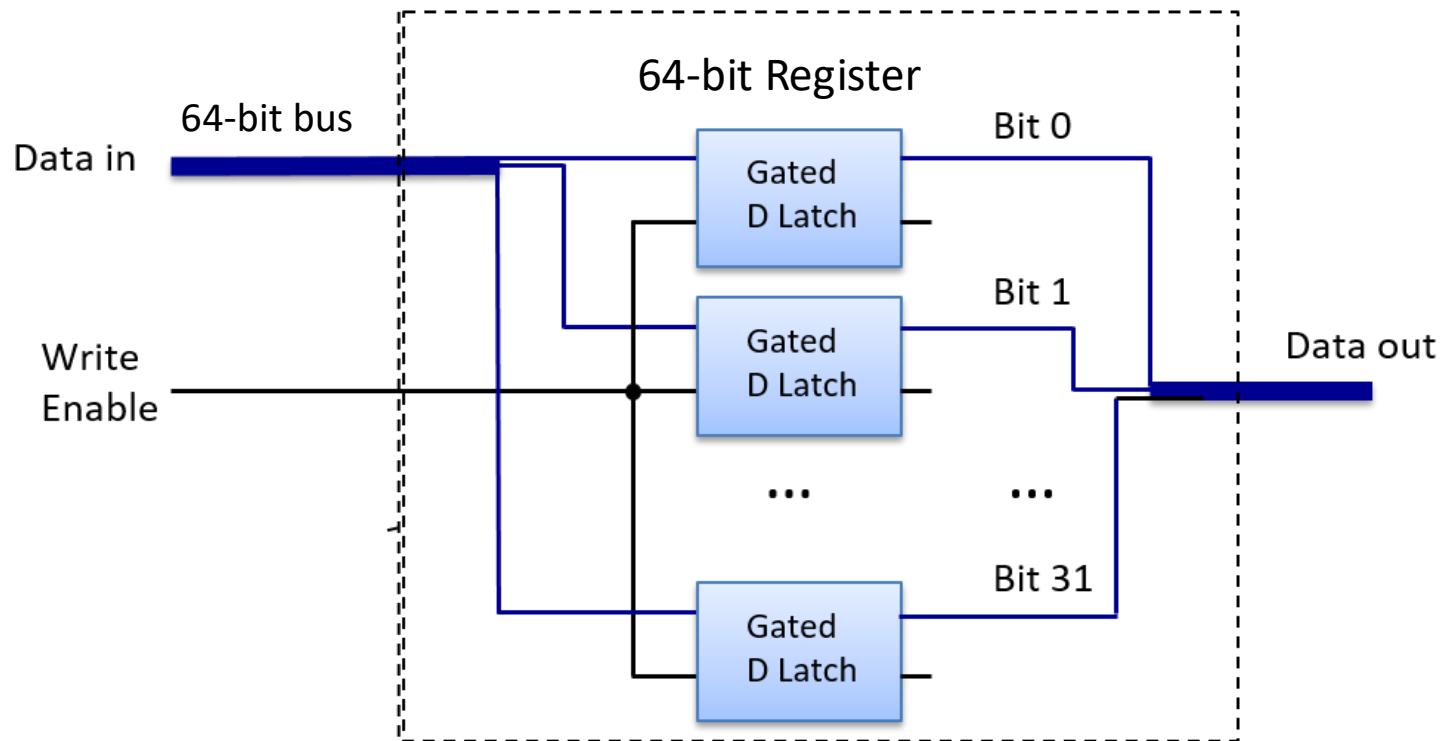 64-bit Register
64-bit bus
Data in
Bit 0
Gated
D Latch
Bit 1
Gated
D Latch
Write
Enable
Data out
...
...
Bit 31
Gated
D Latch